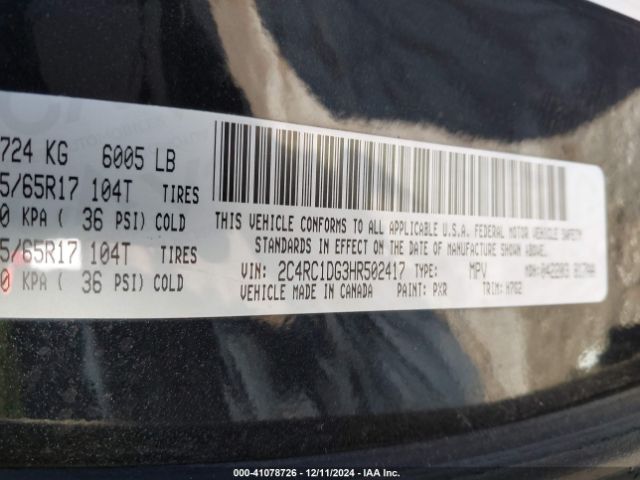 724 KG 6005 LB
5/65R17 104T TIRES
0 KPA ( 36 PSI) COLD
5/65R17 104T TIRES
0 KPA ( 36 PSI) COLD
THIS VEHICLE CONFORMS TO ALL APPLICABLE U.S.A. FEDERAL MOTOR VEHICLE SAFETY
STANDARDS IN EFFECT ON THE DATE OF MANUFACTURE SHOWN ABOVE.
VIN: 2C4RC1DG3HR502417 TYPE: MPV MDH:
VEHICLE MADE IN CANADA PAINT: PXR TRIM: H7G2
000-41078726 - 12/11/2024 - IAA Inc.